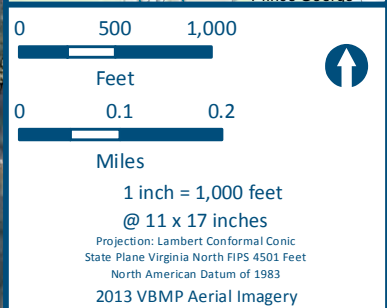 0 500 1,000
Feet
0 0.1 0.2
Miles
1 inch = 1,000 feet
@ 11 x 17 inches
Projection: Lambert Conformal Conic
State Plane Virginia North FIPS 4501 Feet
North American Datum of 1983
2013 VBMP Aerial Imagery